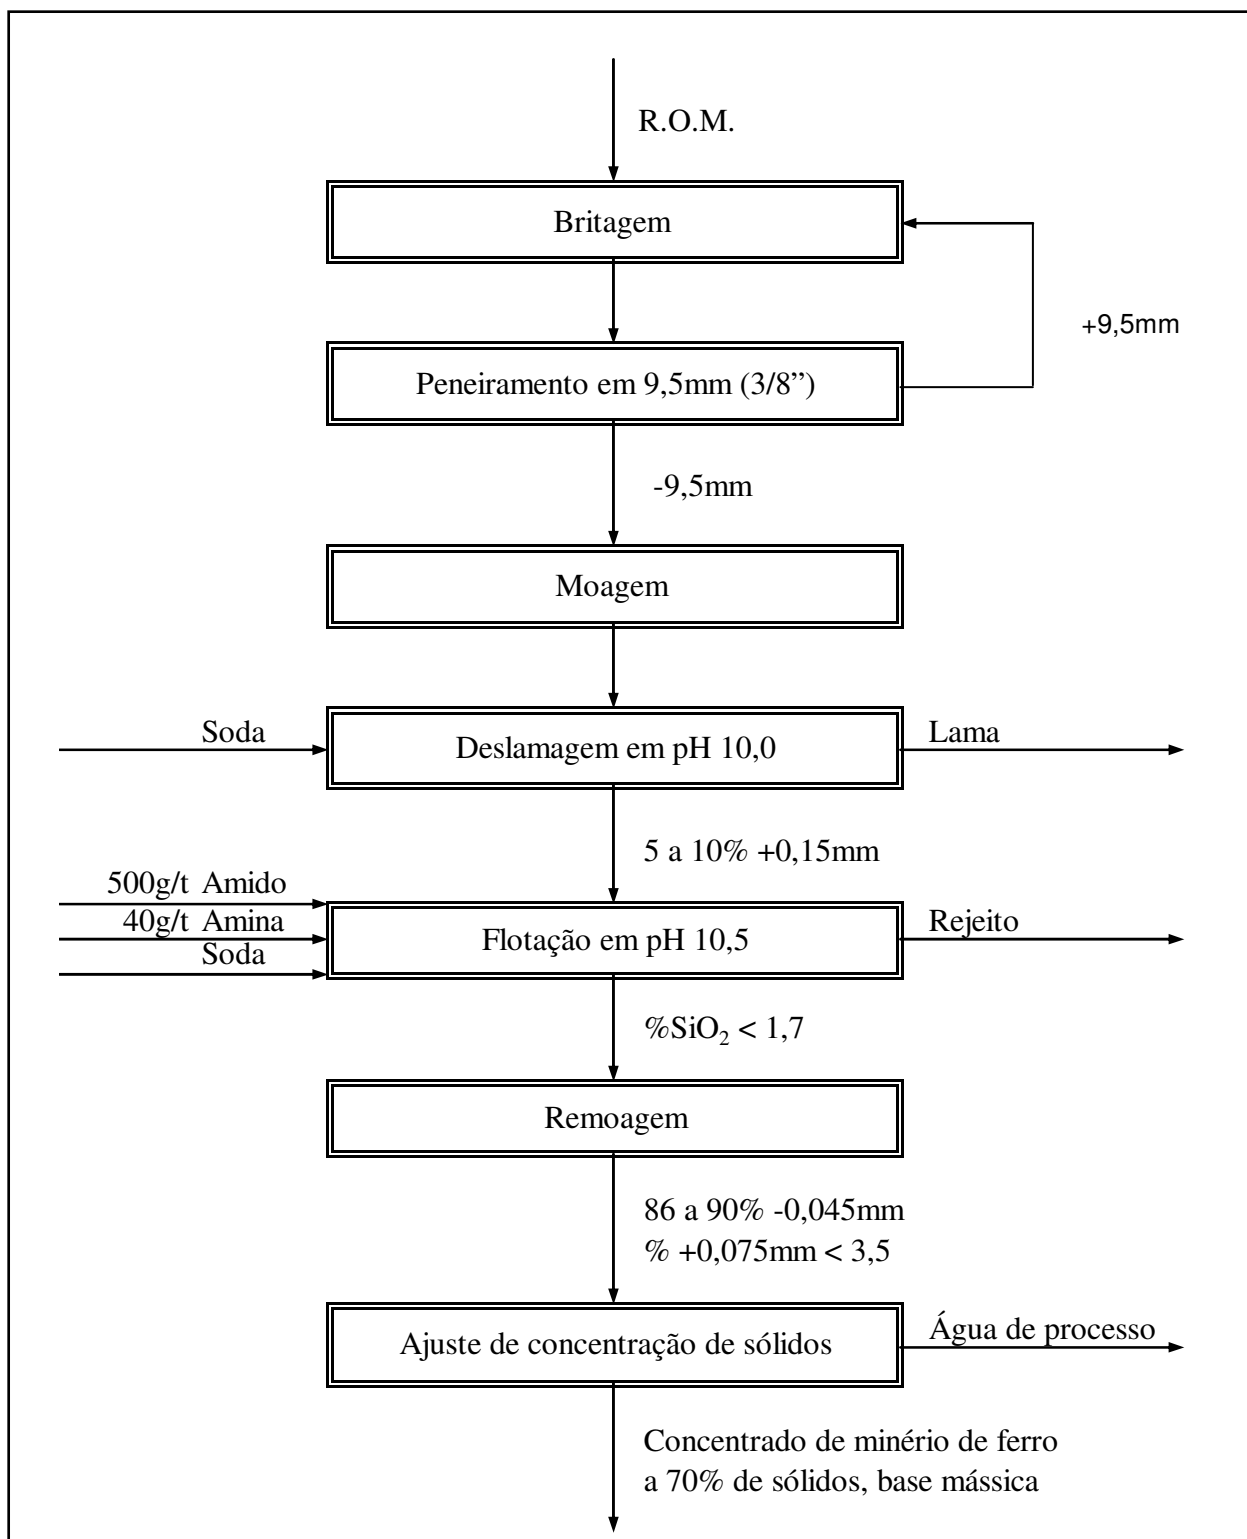 R.O.M.
Britagem
+9,5mm
Peneiramento em 9,5mm (3/8”)
-9,5mm
Moagem
Soda
Deslamagem em pH 10,0
Lama
5 a 10% +0,15mm
500g/t Amido
40g/t Amina
Soda
Flotação em pH 10,5
Rejeito
%SiO₂ < 1,7
Remoagem
86 a 90% -0,045mm
% +0,075mm < 3,5
Ajuste de concentração de sólidos
Água de processo
Concentrado de minério de ferro
a 70% de sólidos, base mássica